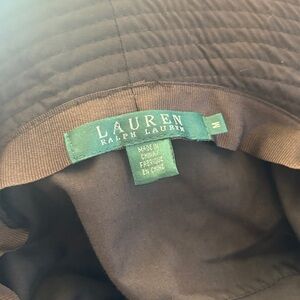 LAUREN
RALPH LAUREN
M
MADE IN
CHINA/
FABRIQUÉ
EN CHINE